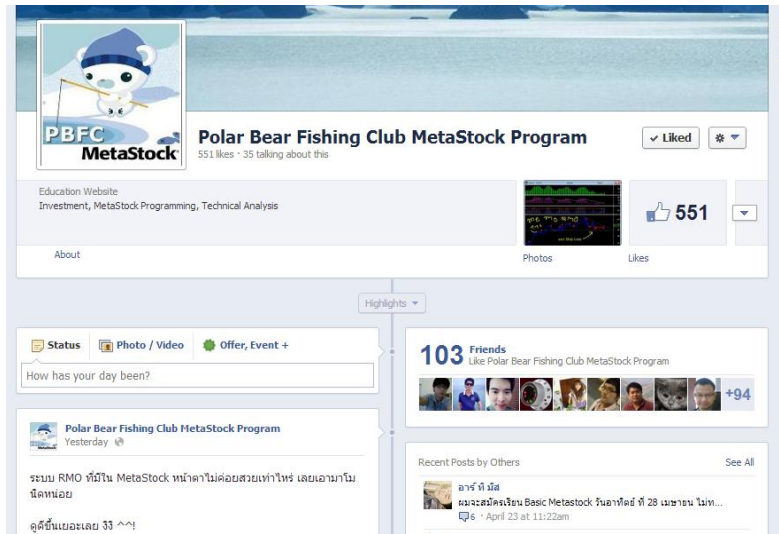 PBFC
MetaStock
Polar Bear Fishing Club MetaStock Program
551 likes · 35 talking about this
Liked
Education Website
Investment, MetaStock Programming, Technical Analysis
551
About
Photos
Likes
Highlights
Status
Photo / Video
Offer, Event +
How has your day been?
Polar Bear Fishing Club MetaStock Program
Yesterday
ระบบ RMO ที่มีใน MetaStock หน้าตาไม่ค่อยสวยเท่าไหร่ เลยเอามาโม
นิดหน่อย
ดูดีขึ้นเยอะเลย งิงิ ^^!
103 Friends
Like Polar Bear Fishing Club MetaStock Program
+94
Recent Posts by Others
See All
อาร์ ที มัส
ผมจะสมัครเรียน Basic Metastock วันอาทิตย์ ที่ 28 เมษายน ไม่ท...
6 · April 23 at 11:22am